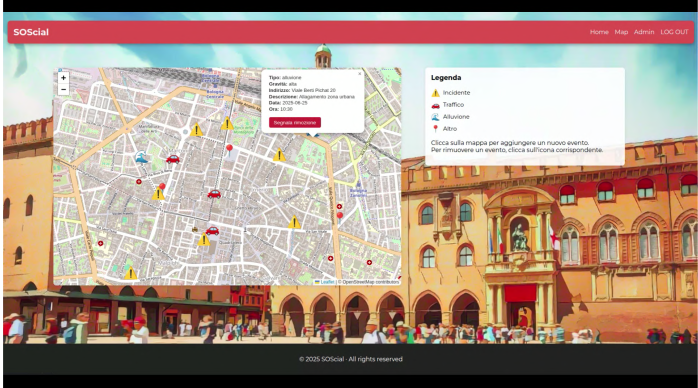 SOScial
Home Map Admin LOG OUT
+
−
Tipo: alluvione
Gravità: alta
Indirizzo: Viale Berti Pichat 20
Descrizione: Allagamento zona urbana
Data: 2025-06-25
Ora: 10:30
Segnala rimozione
×
Bologna Centrale
Leaflet | © OpenStreetMap contributors
Legenda
Incidente
Traffico
Alluvione
Altro
Clicca sulla mappa per aggiungere un nuovo evento.
Per rimuovere un evento, clicca sull'icona corrispondente.
© 2025 SOScial - All rights reserved